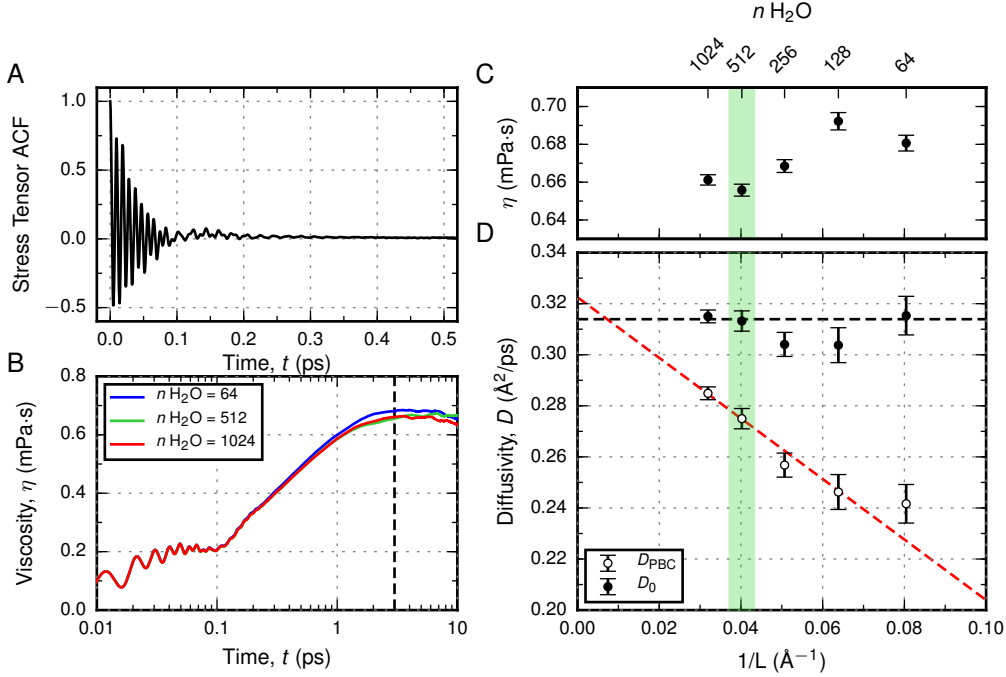 A
Stress Tensor ACF
1.0
0.5
0.0
−0.5
0.0 0.1 0.2 0.3 0.4 0.5
Time, t (ps)
B
Viscosity, η (mPa·s)
0.8
0.6
0.4
0.2
0.0
n H₂O = 64
n H₂O = 512
n H₂O = 1024
0.01 0.1 1 10
Time, t (ps)
n H₂O
1024 512 256 128 64
C
η (mPa·s)
0.70
0.68
0.66
0.64
D
Diffusivity, D (Å²/ps)
0.34
0.32
0.30
0.28
0.26
0.24
0.22
0.20
D_PBC
D₀
0.00 0.02 0.04 0.06 0.08 0.10
1/L (Å⁻¹)